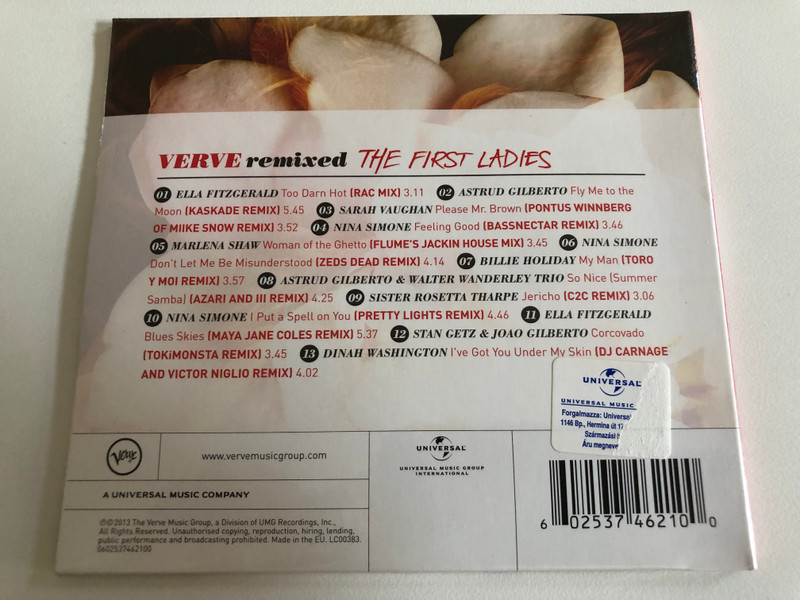 VERVE remixed THE FIRST LADIES
01 ELLA FITZGERALD Too Darn Hot (RAC MIX) 3.11 02 ASTRUD GILBERTO Fly Me to the
Moon (KASKADE REMIX) 5.45 03 SARAH VAUGHAN Please Mr. Brown (PONTUS WINNBERG
OF MIIKE SNOW REMIX) 3.52 04 NINA SIMONE Feeling Good (BASSNECTAR REMIX) 3.46
05 MARLENA SHAW Woman of the Ghetto (FLUME'S JACKIN HOUSE MIX) 3.45 06 NINA SIMONE
Don't Let Me Be Misunderstood (ZEDS DEAD REMIX) 4.14 07 BILLIE HOLIDAY My Man (TORO
Y MOI REMIX) 3.57 08 ASTRUD GILBERTO & WALTER WANDERLEY TRIO So Nice (Summer
Samba) (AZARI AND III REMIX) 4.25 09 SISTER ROSETTA THARPE Jericho (C2C REMIX) 3.06
10 NINA SIMONE I Put a Spell on You (PRETTY LIGHTS REMIX) 4.46 11 ELLA FITZGERALD
Blues Skies (MAYA JANE COLES REMIX) 5.37 12 STAN GETZ & JOAO GILBERTO Corcovado
(TOKiMONSTA REMIX) 3.45 13 DINAH WASHINGTON I've Got You Under My Skin (DJ CARNAGE
AND VICTOR NIGLIO REMIX) 4.02
UNIVERSAL
UNIVERSAL MUSIC
Forgalmazza: Universal
1146 Bp., Hermina út 17
Származási
Áru megneve
Verve
www.vervemusicgroup.com
UNIVERSAL
UNIVERSAL MUSIC GROUP
INTERNATIONAL
A UNIVERSAL MUSIC COMPANY
℗©2013 The Verve Music Group, a Division of UMG Recordings, Inc.,
All Rights Reserved. Unauthorised copying, reproduction, hiring, lending,
public performance and broadcasting prohibited. Made in the EU. LC00383.
0602537462100
6 02537 46210 0